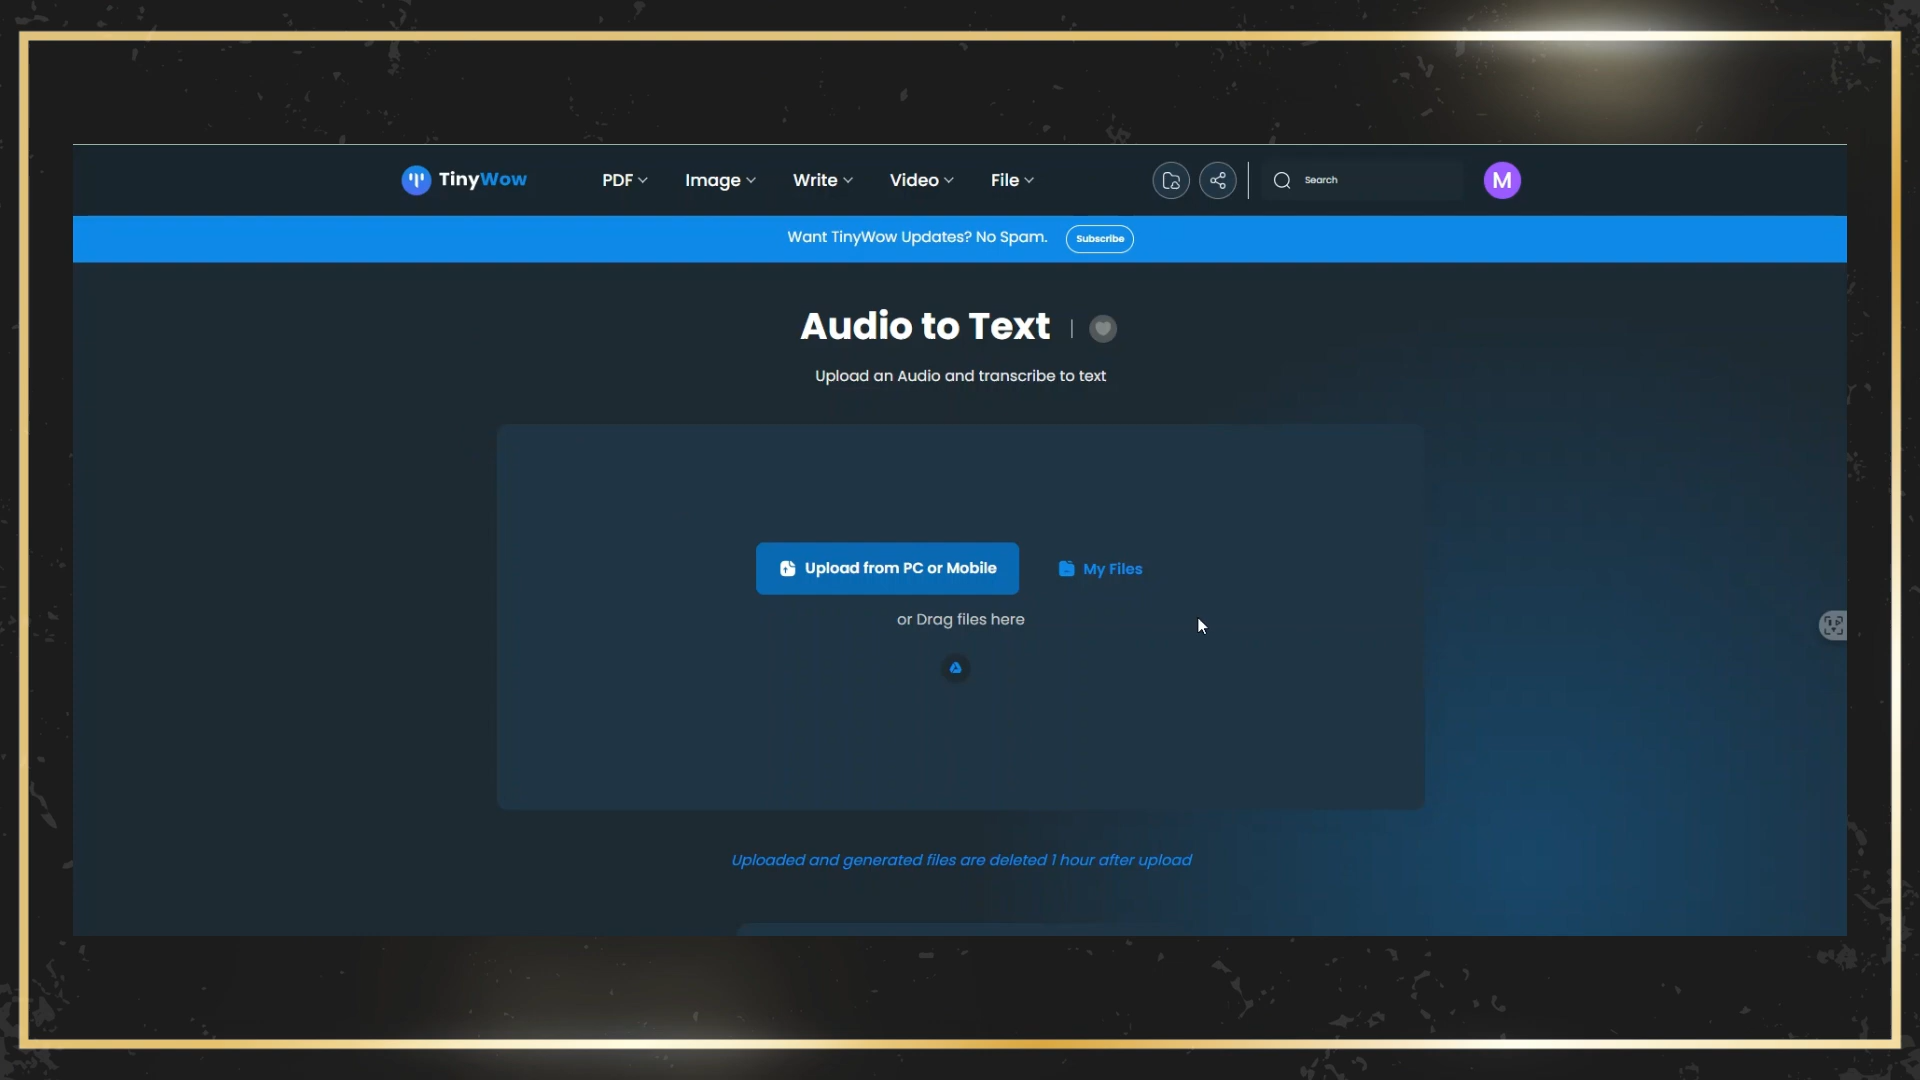 TinyWow PDF Image Write Video File Search M
Want TinyWow Updates? No Spam. Subscribe
Audio to Text
Upload an Audio and transcribe to text
Upload from PC or Mobile My Files
or Drag files here
Uploaded and generated files are deleted 1 hour after upload